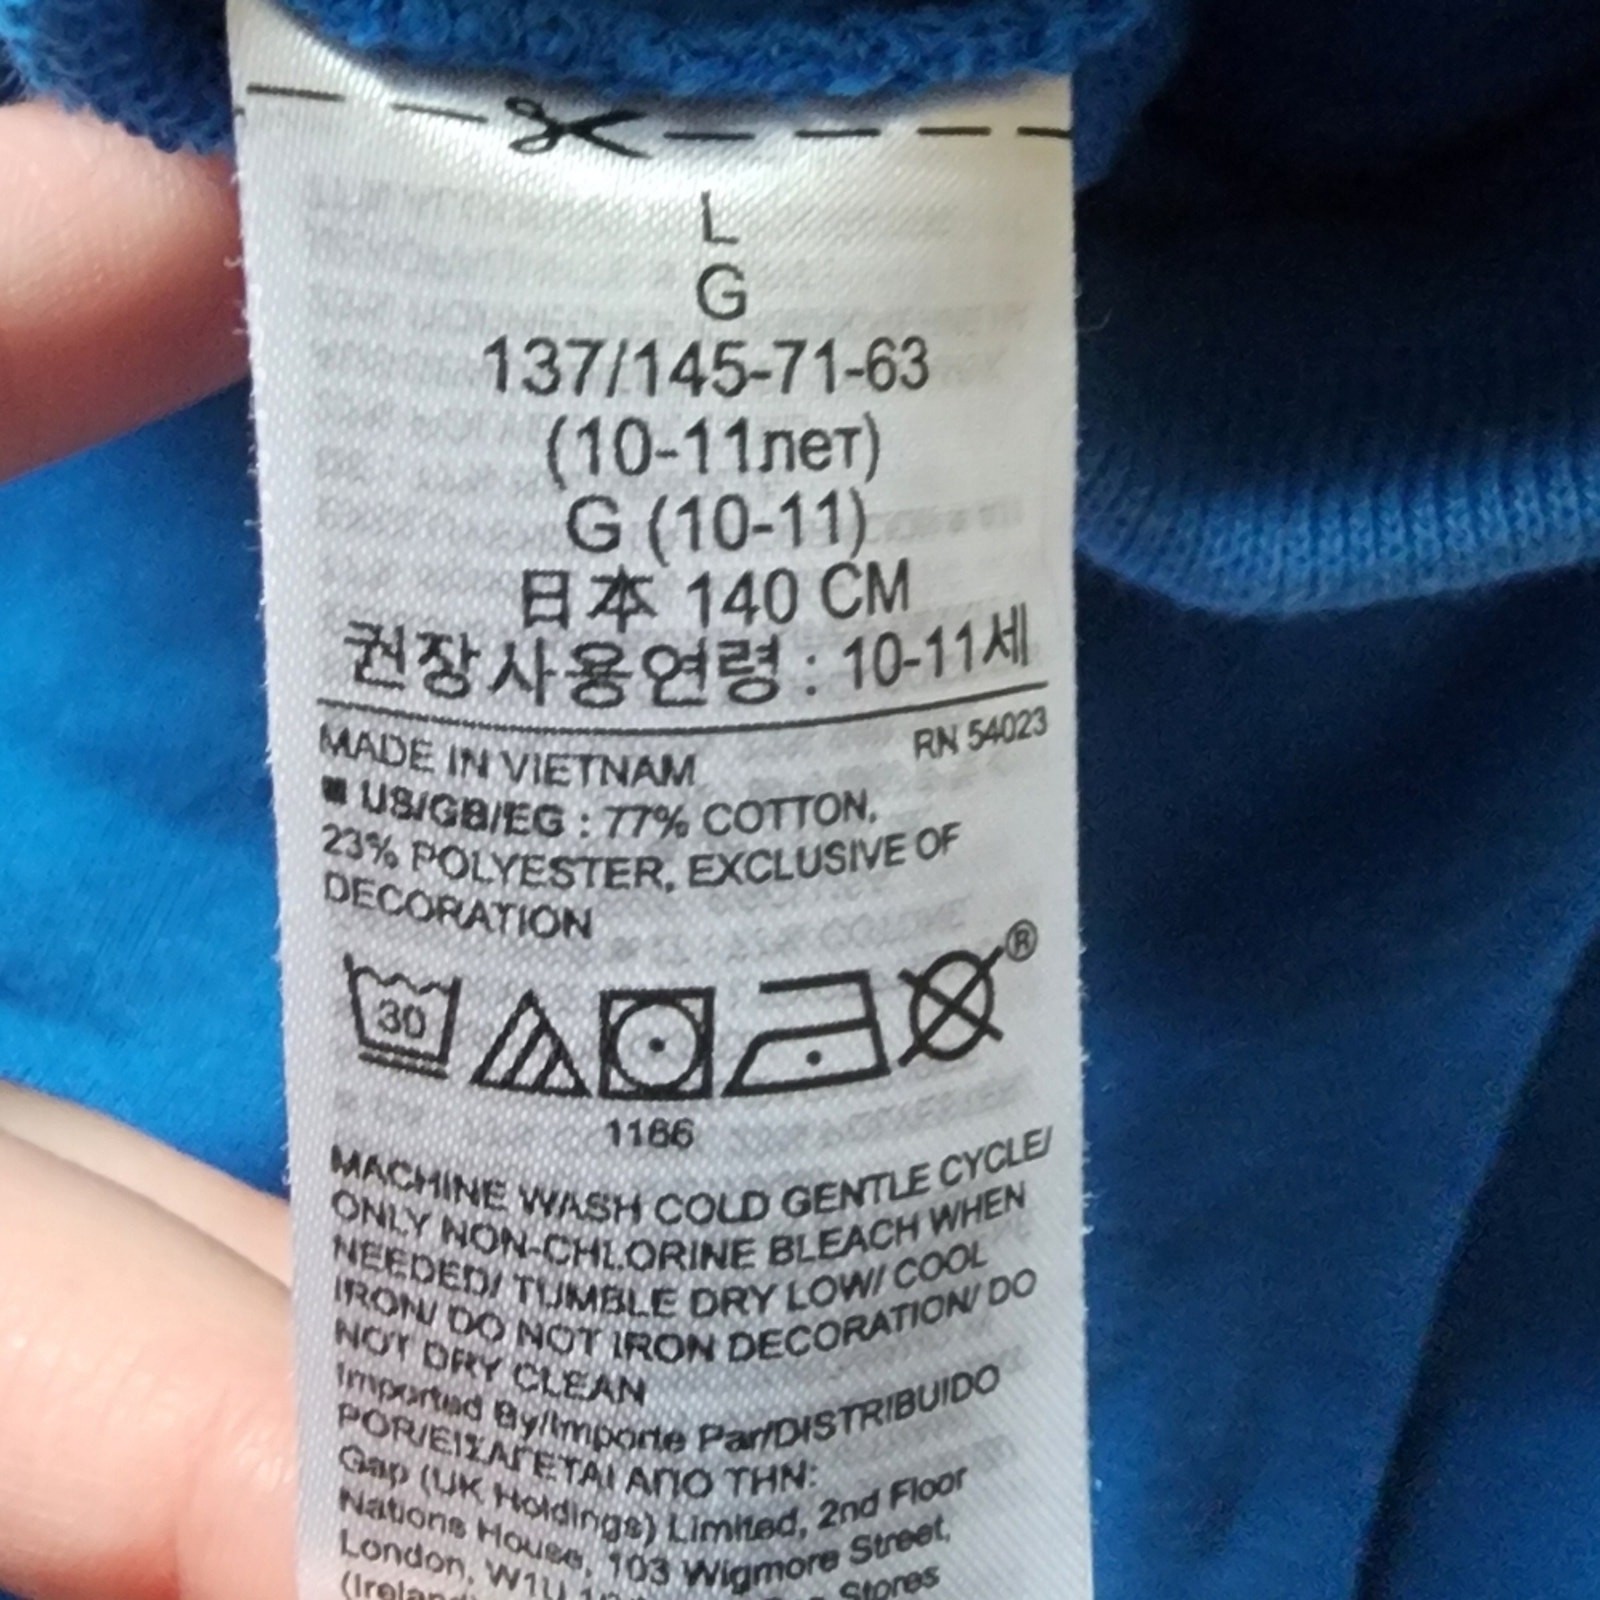 L
G
137/145-71-63
(10-11лет)
G (10-11)
日本 140 CM
권장사용연령 : 10-11세
MADE IN VIETNAM
RN 54023
■ US/GB/EG : 77% COTTON,
23% POLYESTER, EXCLUSIVE OF
DECORATION
30
®
1166
MACHINE WASH COLD GENTLE CYCLE/
ONLY NON-CHLORINE BLEACH WHEN
NEEDED/ TUMBLE DRY LOW/ COOL
IRON/ DO NOT IRON DECORATION/ DO
NOT DRY CLEAN
Imported By/Importe Par/DISTRIBUIDO
POR/ΕΙΣΑΓΕΤΑΙ ΑΠΟ ΤΗΝ:
Gap (UK Holdings) Limited, 2nd Floor
Nations House, 103 Wigmore Street,
London, W1U
(Ireland) Stores